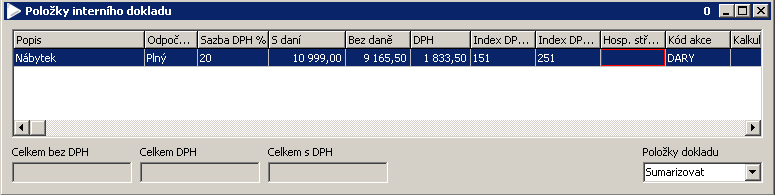 Položky interního dokladu 0
Popis Odpoč... Sazba DPH % S daní Bez daně DPH Index DP... Index DP... Hosp. stř... Kód akce Kalkul
Nábytek Plný 20 10 999,00 9 165,50 1 833,50 151 251 DARY
Celkem bez DPH Celkem DPH Celkem s DPH Položky dokladu
Sumarizovat